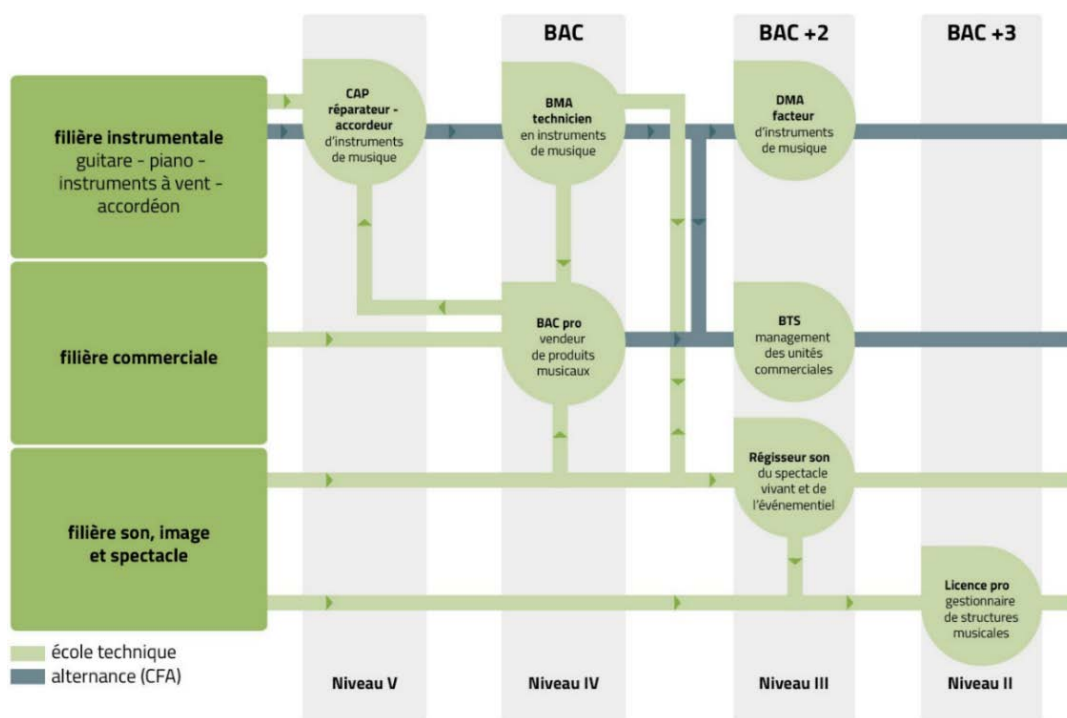 BAC
BAC +2
BAC +3
filière instrumentale
guitare - piano -
instruments à vent -
accordéon
CAP
réparateur -
accordeur
d'instruments
de musique
BMA
technicien
en instruments
de musique
DMA
facteur
d'instruments
de musique
filière commerciale
BAC pro
vendeur
de produits
musicaux
BTS
management
des unités
commerciales
filière son, image
et spectacle
Régisseur son
du spectacle
vivant et de
l'événementiel
Licence pro
gestionnaire
de structures
musicales
école technique
alternance (CFA)
Niveau V
Niveau IV
Niveau III
Niveau II